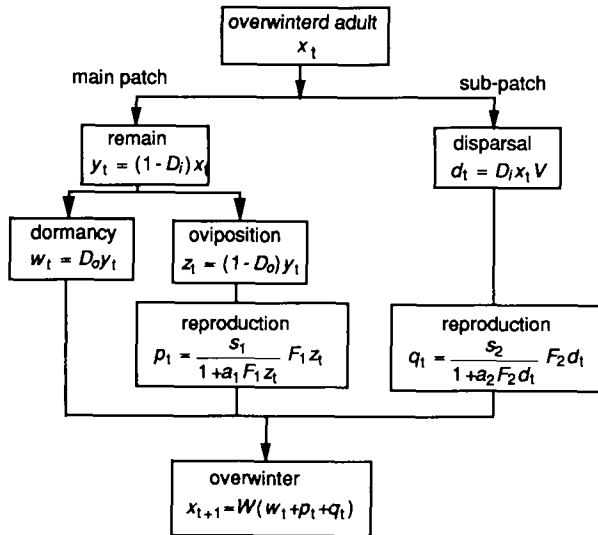 overwinterd adult
x_t
main patch
sub-patch
remain
y_t = (1 - D_i) x_t
disparsal
d_t = D_i x_t V
dormancy
w_t = D_o y_t
oviposition
z_t = (1 - D_o) y_t
reproduction
p_t = s_1 / (1+a_1 F_1 z_t) F_1 z_t
reproduction
q_t = s_2 / (1+a_2 F_2 d_t) F_2 d_t
overwinter
x_{t+1} = W(w_t+p_t+q_t)